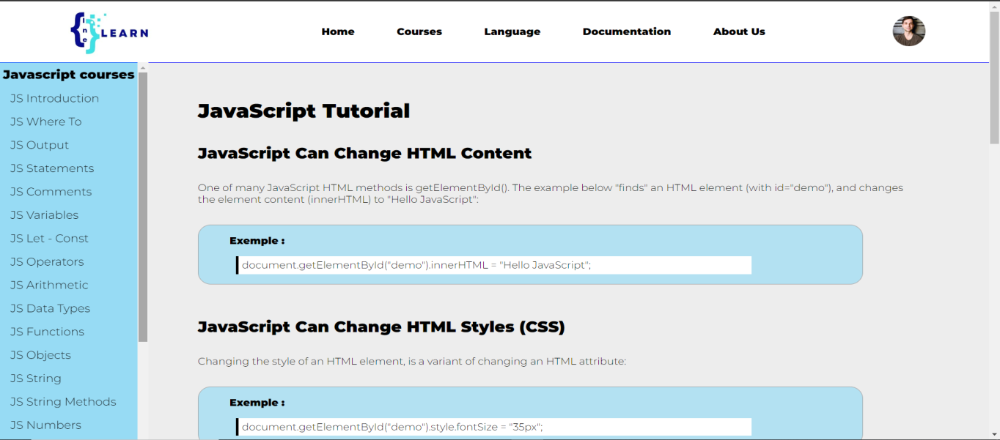 LEARN
Home Courses Language Documentation About Us
Javascript courses
JS Introduction
JS Where To
JS Output
JS Statements
JS Comments
JS Variables
JS Let - Const
JS Operators
JS Arithmetic
JS Data Types
JS Functions
JS Objects
JS String
JS String Methods
JS Numbers
JavaScript Tutorial
JavaScript Can Change HTML Content
One of many JavaScript HTML methods is getElementById(). The example below "finds" an HTML element (with id="demo"), and changes
the element content (innerHTML) to "Hello JavaScript":
Exemple :
document.getElementById("demo").innerHTML = "Hello JavaScript";
JavaScript Can Change HTML Styles (CSS)
Changing the style of an HTML element, is a variant of changing an HTML attribute:
Exemple :
document.getElementById("demo").style.fontSize = "35px";